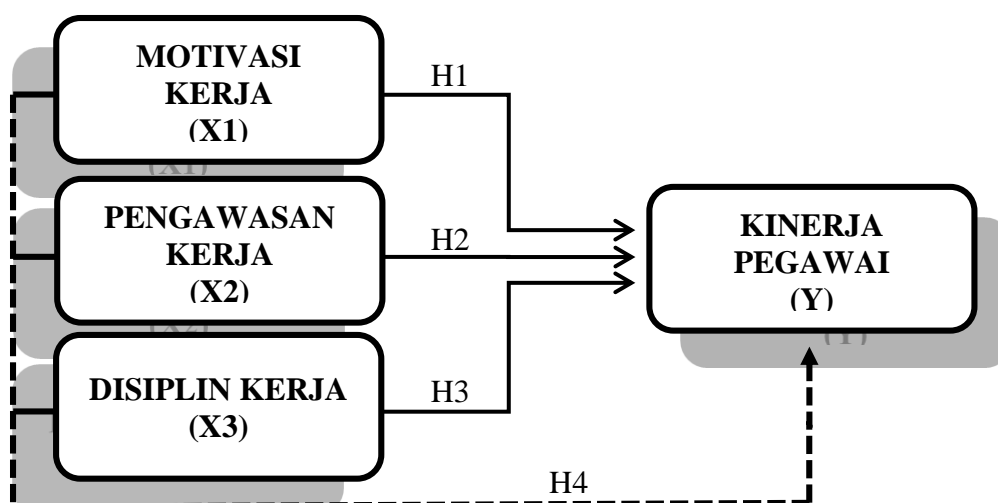 MOTIVASI
KERJA
(X1)
H1
PENGAWASAN
KERJA
(X2)
H2
DISIPLIN KERJA
(X3)
H3
KINERJA
PEGAWAI
(Y)
H4